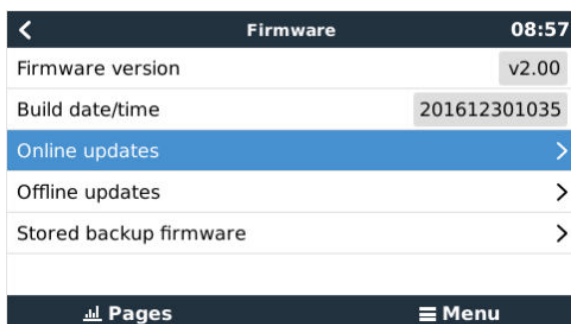 Firmware 08:57
Firmware version v2.00
Build date/time 201612301035
Online updates
Offline updates
Stored backup firmware
Pages Menu